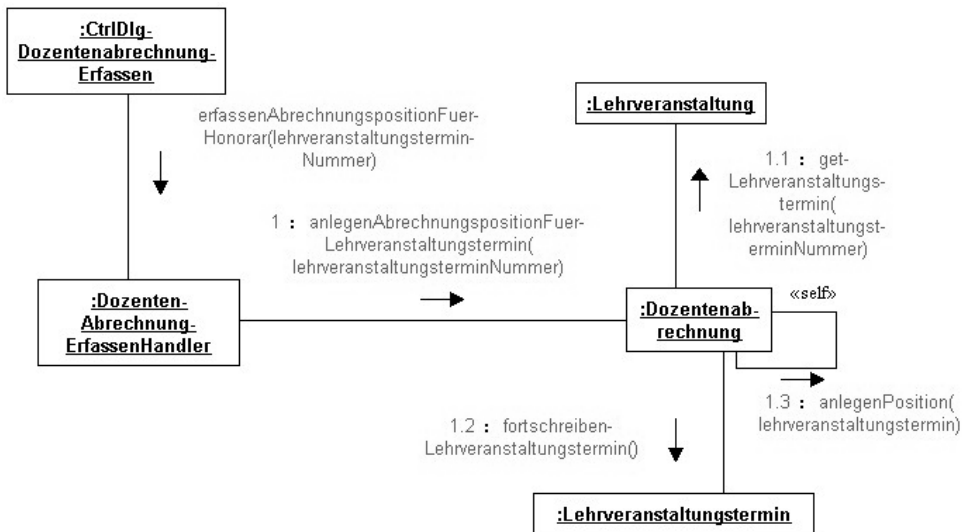 :CtrlDlg-
Dozentenabrechnung-
Erfassen
erfassenAbrechnungspositionFuer-
Honorar(lehrveranstaltungstermin-
Nummer)
:Lehrveranstaltung
1.1 : get-
Lehrveranstaltungs-
termin(
lehrveranstaltungst-
erminNummer)
1 : anlegenAbrechnungspositionFuer-
Lehrveranstaltungstermin(
lehrveranstaltungsterminNummer)
:Dozenten-
Abrechnung-
ErfassenHandler
:Dozentenab-
rechnung
«self»
1.3 : anlegenPosition(
lehrveranstaltungstermin)
1.2 : fortschreiben-
Lehrveranstaltungstermin()
:Lehrveranstaltungstermin